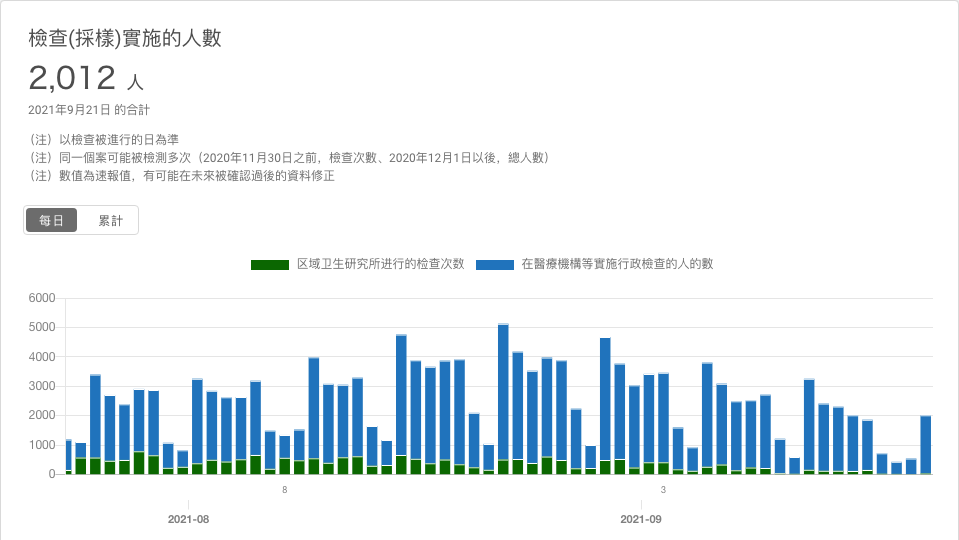 檢查(採樣)實施的人數
2,012 人
2021年9月21日 的合計
（注）以檢查被進行的日為準
（注）同一個案可能被檢測多次（2020年11月30日之前，檢查次數、2020年12月1日以後，總人數）
（注）數值為速報值，有可能在未來被確認過後的資料修正
每日 累計
区域卫生研究所进行的检查次数 在醫療機構等實施行政檢查的人的數
6000
5000
4000
3000
2000
1000
0
8 3
2021-08 2021-09